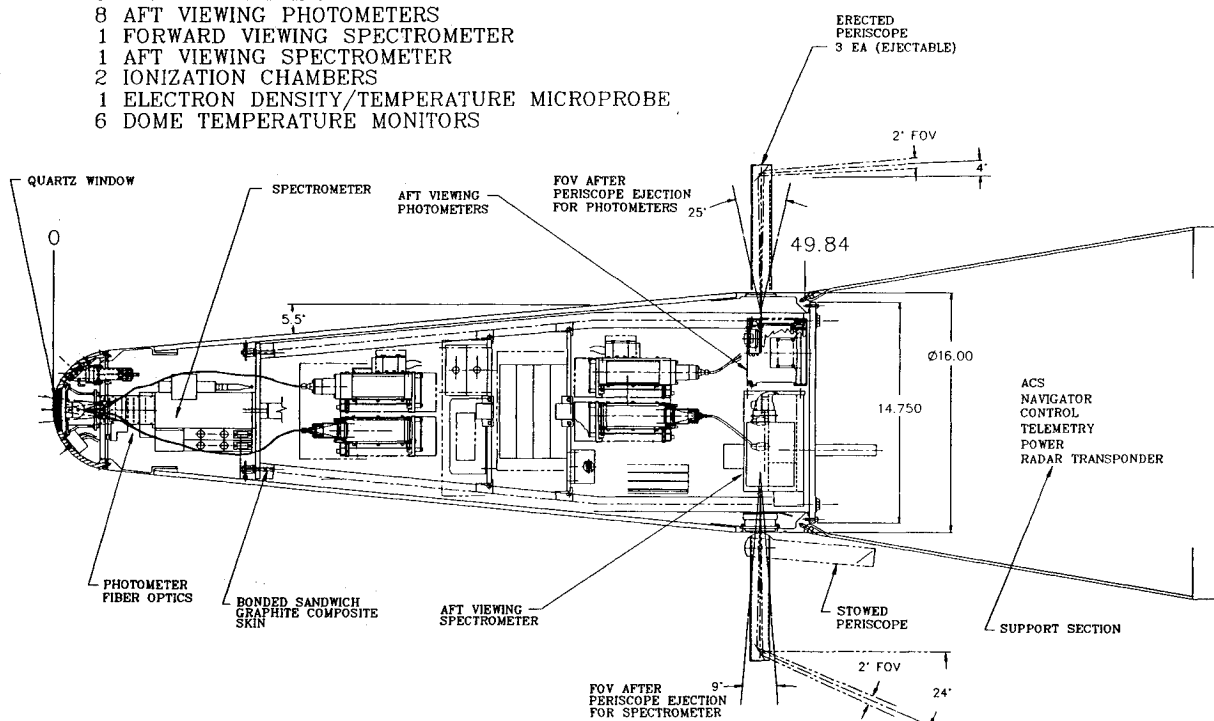 8 AFT VIEWING PHOTOMETERS
1 FORWARD VIEWING SPECTROMETER
1 AFT VIEWING SPECTROMETER
2 IONIZATION CHAMBERS
1 ELECTRON DENSITY/TEMPERATURE MICROPROBE
6 DOME TEMPERATURE MONITORS
ERECTED
PERISCOPE
3 EA (EJECTABLE)
2° FOV
4°
QUARTZ WINDOW
SPECTROMETER
AFT VIEWING
PHOTOMETERS
FOV AFTER
PERISCOPE EJECTION
FOR PHOTOMETERS
25°
0
49.84
5.5°
Ø16.00
14.750
ACS
NAVIGATOR
CONTROL
TELEMETRY
POWER
RADAR TRANSPONDER
PHOTOMETER
FIBER OPTICS
BONDED SANDWICH
GRAPHITE COMPOSITE
SKIN
AFT VIEWING
SPECTROMETER
STOWED
PERISCOPE
SUPPORT SECTION
2° FOV
24°
9°
FOV AFTER
PERISCOPE EJECTION
FOR SPECTROMETER